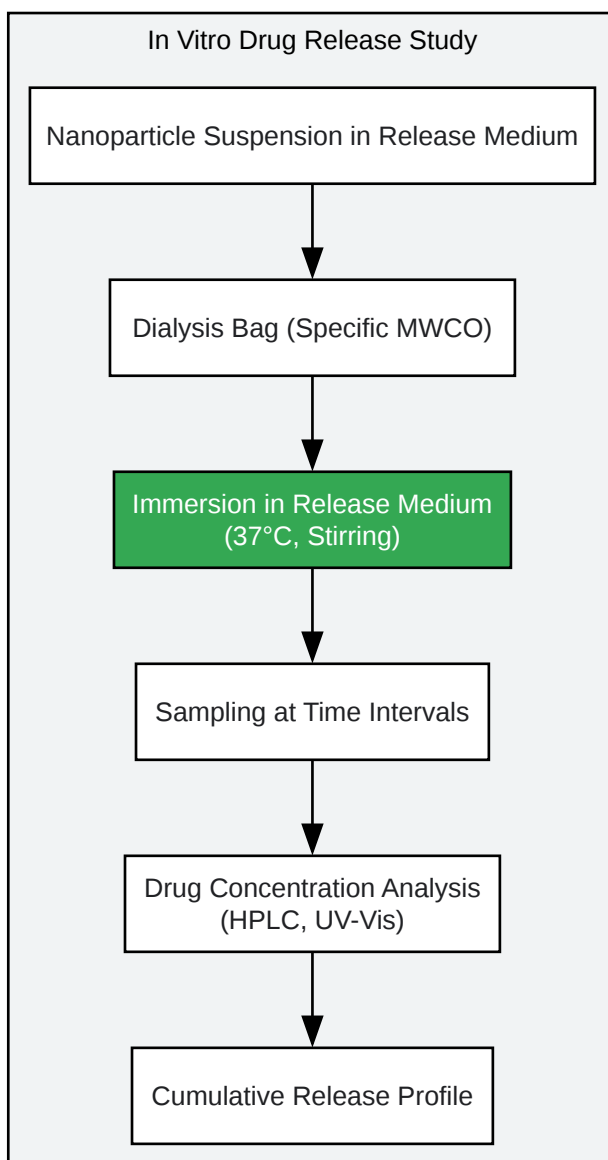 In Vitro Drug Release Study
Nanoparticle Suspension in Release Medium
Dialysis Bag (Specific MWCO)
Immersion in Release Medium
(37°C, Stirring)
Sampling at Time Intervals
Drug Concentration Analysis
(HPLC, UV-Vis)
Cumulative Release Profile